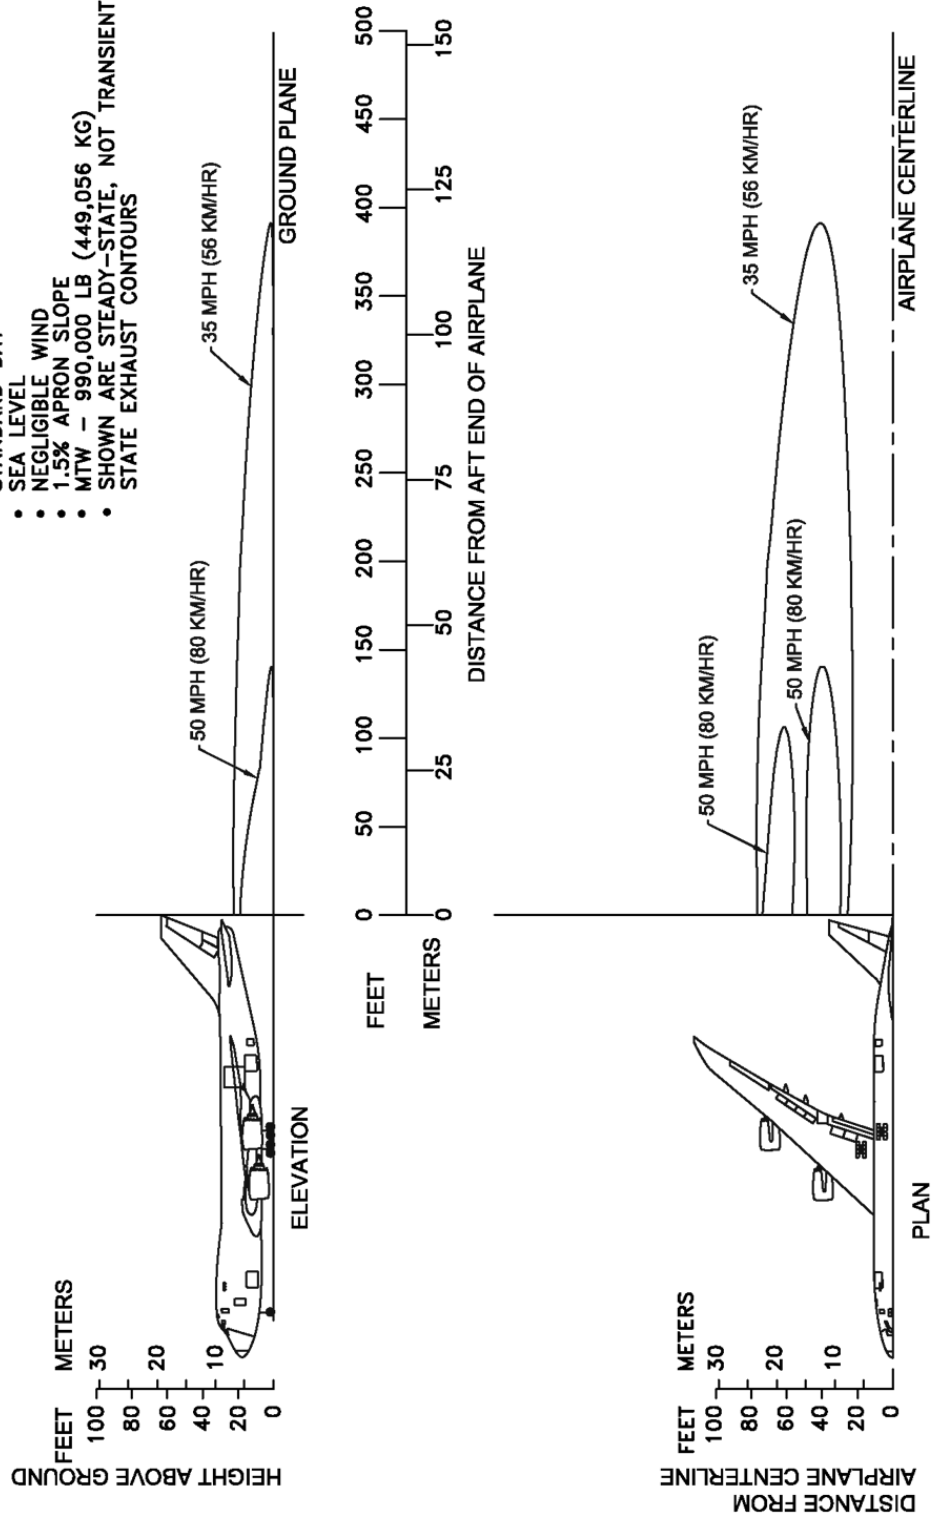 • SEA LEVEL
• NEGLIGIBLE WIND
• 1.5% APRON SLOPE
• MTW – 990,000 LB (449,056 KG)
• SHOWN ARE STEADY-STATE, NOT TRANSIENT
STATE EXHAUST CONTOURS
HEIGHT ABOVE GROUND
FEET METERS
100 80 60 40 20 0
30 20 10
50 MPH (80 KM/HR)
35 MPH (56 KM/HR)
GROUND PLANE
ELEVATION
FEET 0 50 100 150 200 250 300 350 400 450 500
METERS 0 25 50 75 100 125 150
DISTANCE FROM AFT END OF AIRPLANE
DISTANCE FROM
AIRPLANE CENTERLINE
FEET METERS
100 80 60 40 20 0
30 20 10
50 MPH (80 KM/HR)
35 MPH (56 KM/HR)
50 MPH (80 KM/HR)
AIRPLANE CENTERLINE
PLAN